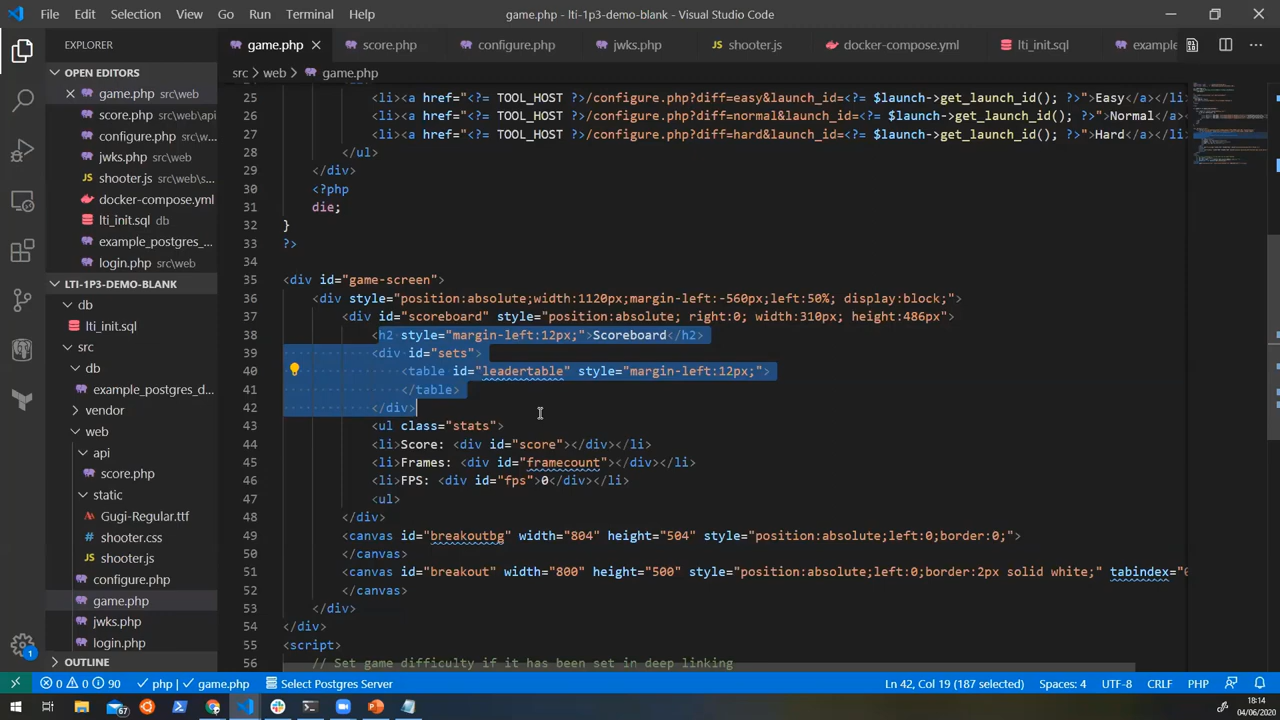 File Edit Selection View Go Run Terminal Help
game.php - lti-1p3-demo-blank - Visual Studio Code
EXPLORER
game.php
score.php
configure.php
jwks.php
shooter.js
docker-compose.yml
lti_init.sql
example
OPEN EDITORS
game.php src\web
score.php src\web\api
configure.php src\web
jwks.php src\web
shooter.js src\web\s...
docker-compose.yml
lti_init.sql db
example_postgres_...
login.php src\web
LTI-1P3-DEMO-BLANK
db
lti_init.sql
src
db
example_postgres_d...
vendor
web
api
score.php
static
Gugi-Regular.ttf
shooter.css
shooter.js
configure.php
game.php
jwks.php
login.php
OUTLINE
src > web > game.php
25 <li><a href="<?= TOOL_HOST ?>/configure.php?diff=easy&launch_id=<?= $launch->get_launch_id(); ?>">Easy</a></li>
26 <li><a href="<?= TOOL_HOST ?>/configure.php?diff=normal&launch_id=<?= $launch->get_launch_id(); ?>">Normal</a></li>
27 <li><a href="<?= TOOL_HOST ?>/configure.php?diff=hard&launch_id=<?= $launch->get_launch_id(); ?>">Hard</a></li>
28 </ul>
29 </div>
30 <?php
31 die;
32 }
33 ?>
34
35 <div id="game-screen">
36 <div style="position:absolute;width:1120px;margin-left:-560px;left:50%; display:block;">
37 <div id="scoreboard" style="position:absolute; right:0; width:310px; height:486px">
38 <h2 style="margin-left:12px;">Scoreboard</h2>
39 <div id="sets">
40 <table id="leadertable" style="margin-left:12px;">
41 </table>
42 </div>
43 <ul class="stats">
44 <li>Score: <div id="score"></div></li>
45 <li>Frames: <div id="framecount"></div></li>
46 <li>FPS: <div id="fps">0</div></li>
47 <ul>
48 </div>
49 <canvas id="breakoutbg" width="804" height="504" style="position:absolute;left:0;border:0;">
50 </canvas>
51 <canvas id="breakout" width="800" height="500" style="position:absolute;left:0;border:2px solid white;" tabindex="0
52 </canvas>
53 </div>
54 </div>
55 <script>
56 // Set game difficulty if it has been set in deep linking
1
0 0 90 php | game.php Select Postgres Server Ln 42, Col 19 (187 selected) Spaces: 4 UTF-8 CRLF PHP
67
18:14
04/06/2020